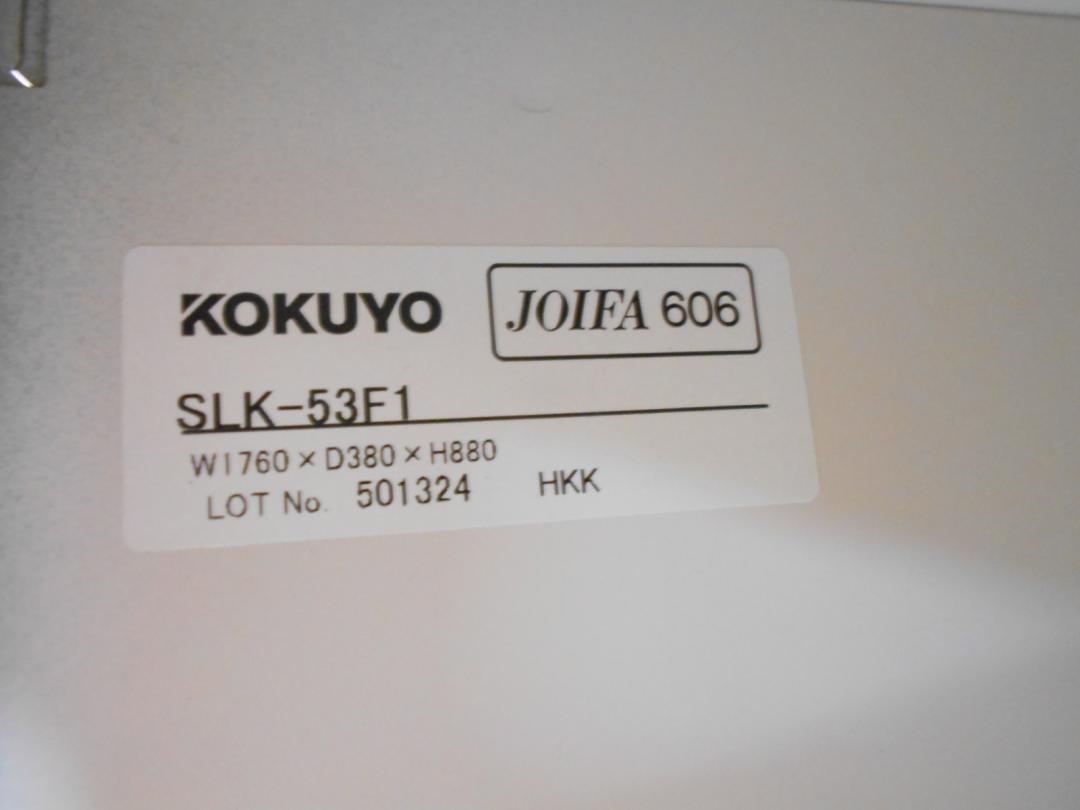 KOKUYO JOIFA 606
SLK-53F1
W1760×D380×H880
LOT No. 501324 HKK